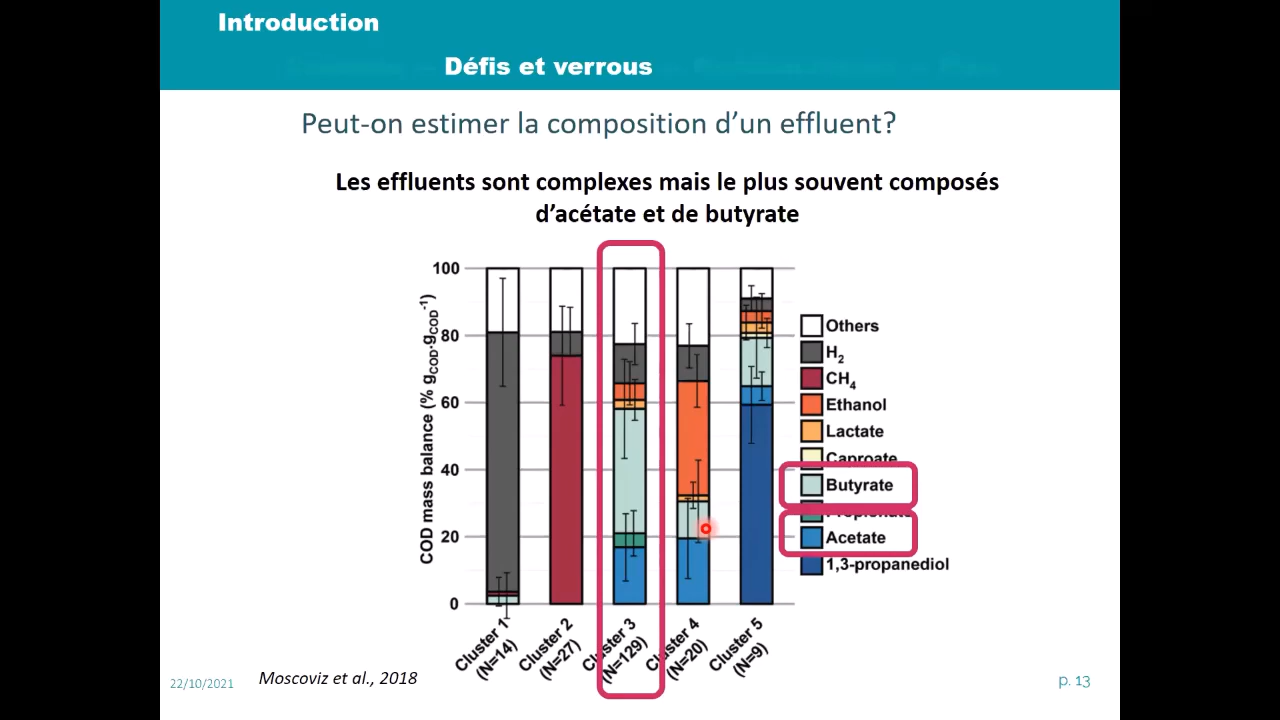 Introduction
Défis et verrous
Peut-on estimer la composition d’un effluent?
Les effluents sont complexes mais le plus souvent composés
d’acétate et de butyrate
COD mass balance (% gCOD.gCOD-1)
100
80
60
40
20
0
Cluster 1
(N=14)
Cluster 2
(N=27)
Cluster 3
(N=129)
Cluster 4
(N=20)
Cluster 5
(N=9)
Others
H2
CH4
Ethanol
Lactate
Caproate
Butyrate
Propionate
Acetate
1,3-propanediol
22/10/2021
Moscoviz et al., 2018
p. 13